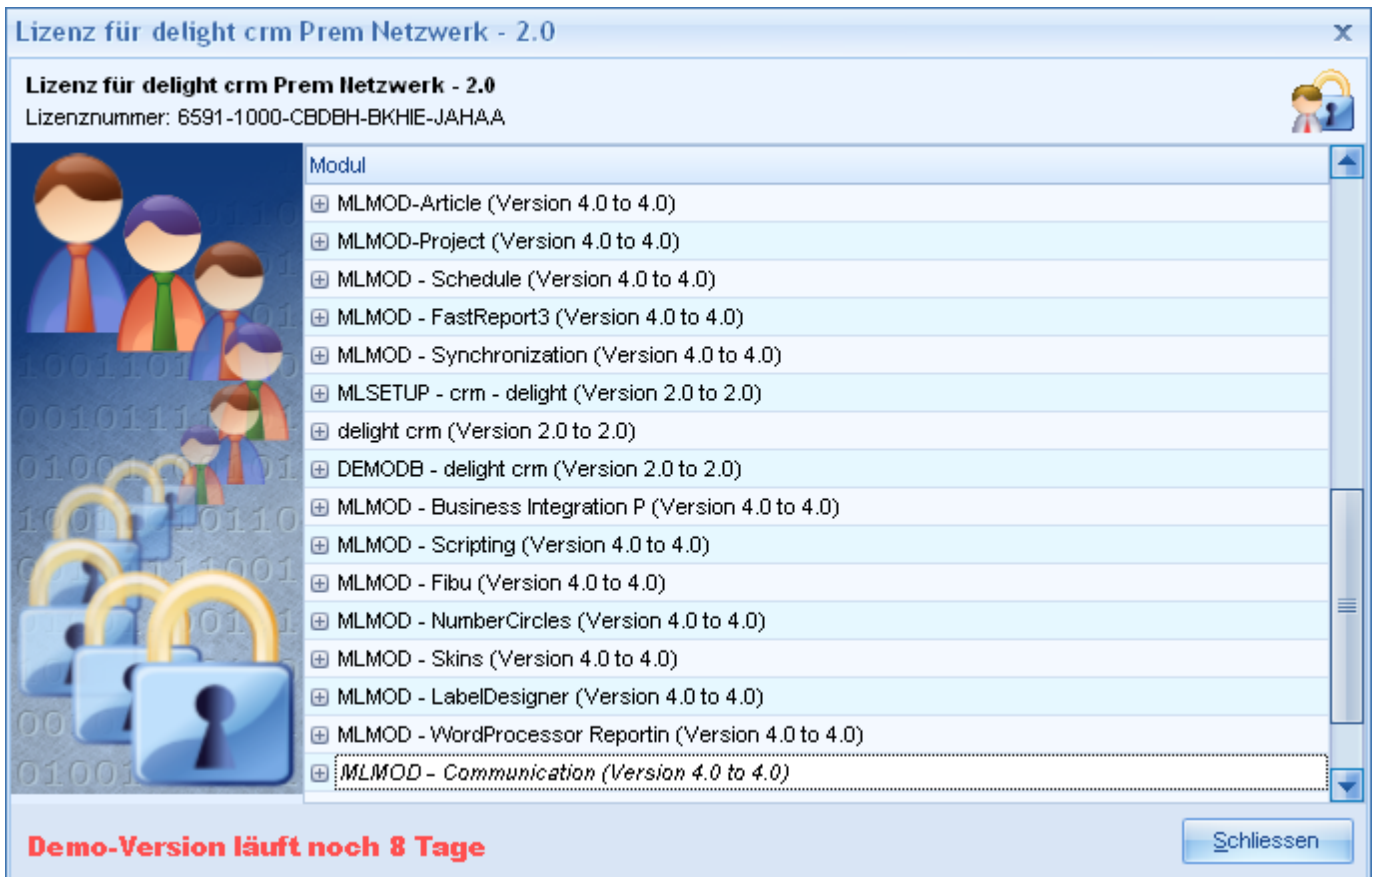 Lizenz für delight crm Prem Netzwerk - 2.0
Lizenz für delight crm Prem Netzwerk - 2.0
Lizenznummer: 6591-1000-CBDBH-BKHIE-JAHAA
Modul
MLMOD-Article (Version 4.0 to 4.0)
MLMOD-Project (Version 4.0 to 4.0)
MLMOD - Schedule (Version 4.0 to 4.0)
MLMOD - FastReport3 (Version 4.0 to 4.0)
MLMOD - Synchronization (Version 4.0 to 4.0)
MLSETUP - crm - delight (Version 2.0 to 2.0)
delight crm (Version 2.0 to 2.0)
DEMODB - delight crm (Version 2.0 to 2.0)
MLMOD - Business Integration P (Version 4.0 to 4.0)
MLMOD - Scripting (Version 4.0 to 4.0)
MLMOD - Fibu (Version 4.0 to 4.0)
MLMOD - NumberCircles (Version 4.0 to 4.0)
MLMOD - Skins (Version 4.0 to 4.0)
MLMOD - LabelDesigner (Version 4.0 to 4.0)
MLMOD - WordProcessor Reportin (Version 4.0 to 4.0)
MLMOD - Communication (Version 4.0 to 4.0)
Demo-Version läuft noch 8 Tage
Schliessen